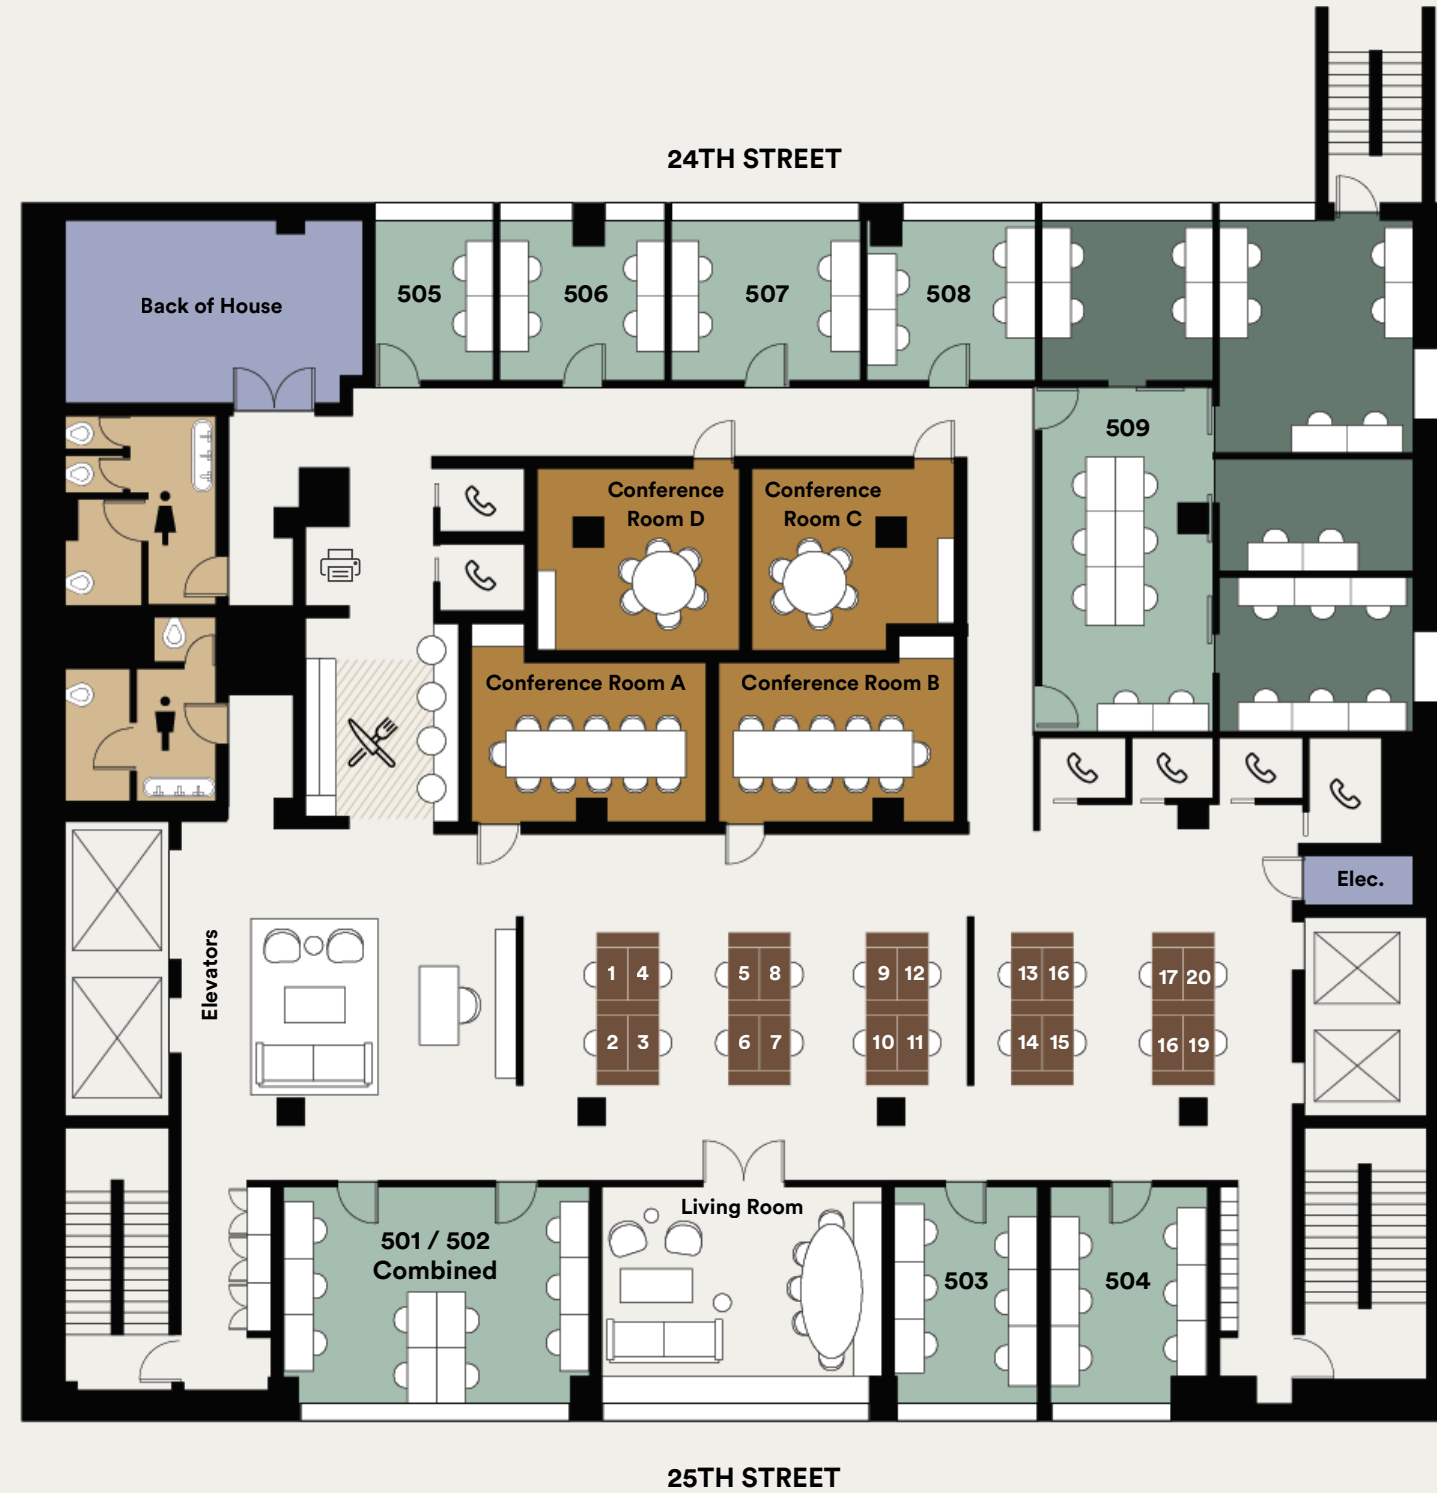 24TH STREET
Back of House
505
506
507
508
509
Conference
Room D
Conference
Room C
Conference Room A
Conference Room B
Elec.
Elevators
1 4
5 8
9 12
13 16
17 20
2 3
6 7
10 11
14 15
16 19
Living Room
501 / 502
Combined
503
504
25TH STREET